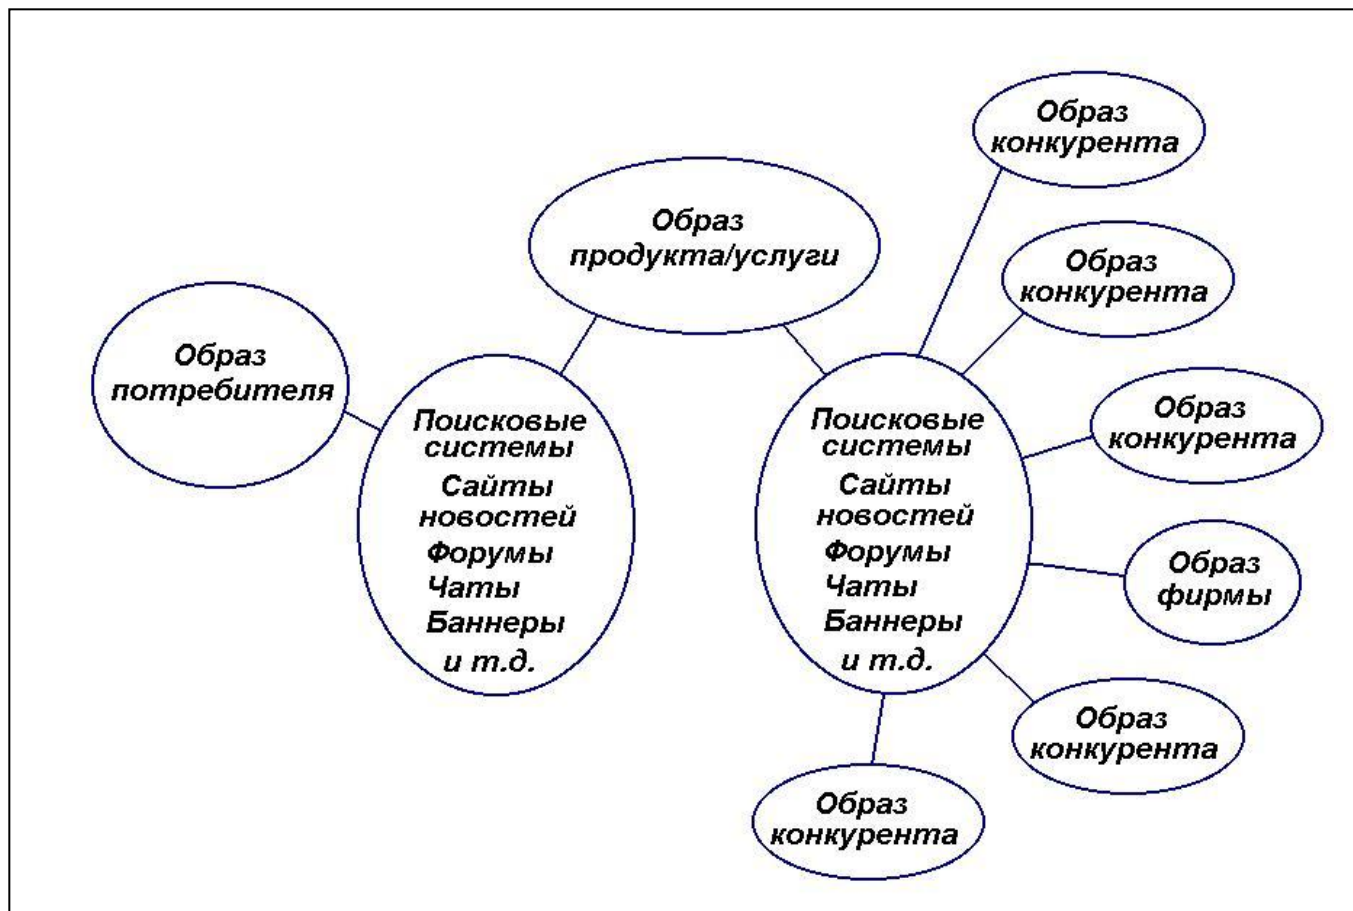 Образ
потребителя
Поисковые
системы
Сайты
новостей
Форумы
Чаты
Баннеры
и т.д.
Образ
продукта/услуги
Поисковые
системы
Сайты
новостей
Форумы
Чаты
Баннеры
и т.д.
Образ
конкурента
Образ
конкурента
Образ
конкурента
Образ
фирмы
Образ
конкурента
Образ
конкурента